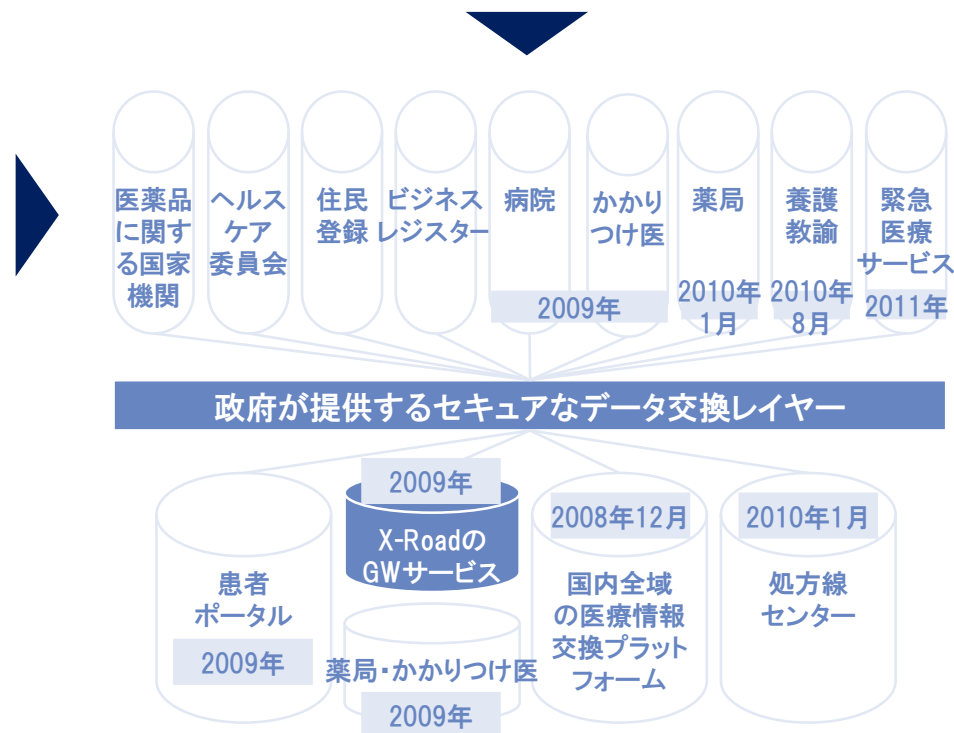 医薬品
に関す
る国家
機関
ヘルス
ケア
委員会
住民
登録
ビジネス
レジスター
病院
かかり
つけ医
2009年
薬局
2010年
1月
養護
教諭
2010年
8月
緊急
医療
サービス
2011年
政府が提供するセキュアなデータ交換レイヤー
患者
ポータル
2009年
2009年
X-Roadの
GWサービス
薬局・かかりつけ医
2009年
2008年12月
国内全域
の医療情報
交換プラット
フォーム
2010年1月
処方線
センター